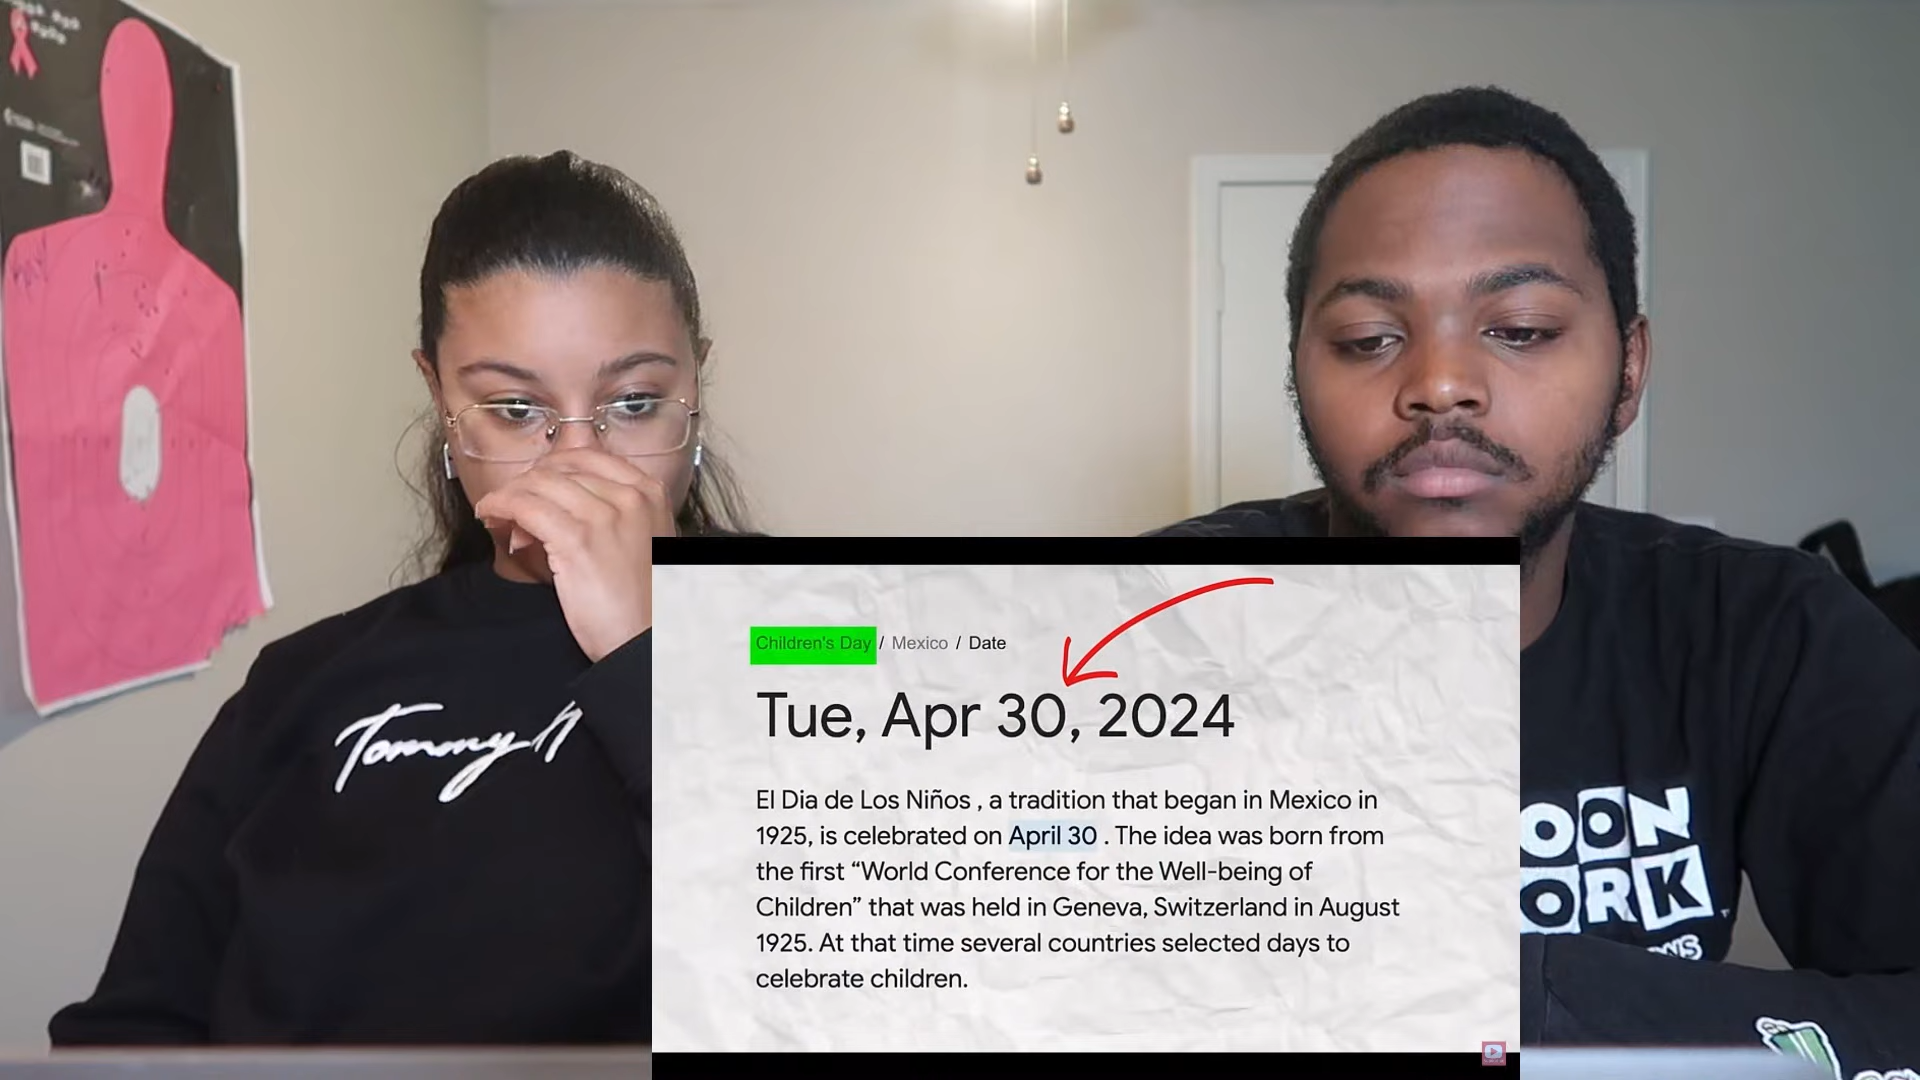 Tommy H
Children's Day / Mexico / Date
Tue, Apr 30, 2024
El Dia de Los Niños , a tradition that began in Mexico in
1925, is celebrated on April 30 . The idea was born from
the first “World Conference for the Well-being of
Children” that was held in Geneva, Switzerland in August
1925. At that time several countries selected days to
celebrate children.
OON
ORK